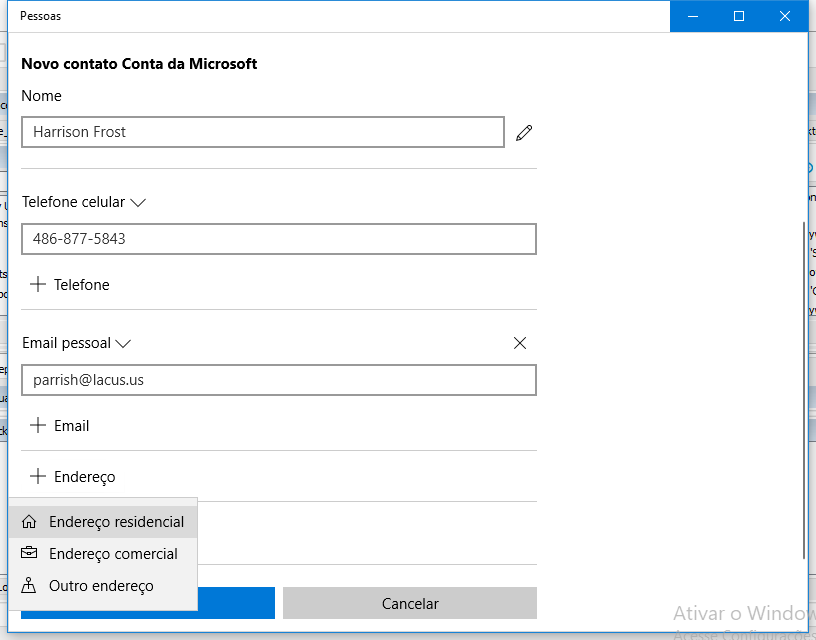 Pessoas
Novo contato Conta da Microsoft
Nome
Harrison Frost
Telefone celular
486-877-5843
Telefone
Email pessoal
parrish@lacus.us
Email
Endereço
Endereço residencial
Endereço comercial
Outro endereço
Cancelar
Ativar o Window
Acesse Configurações